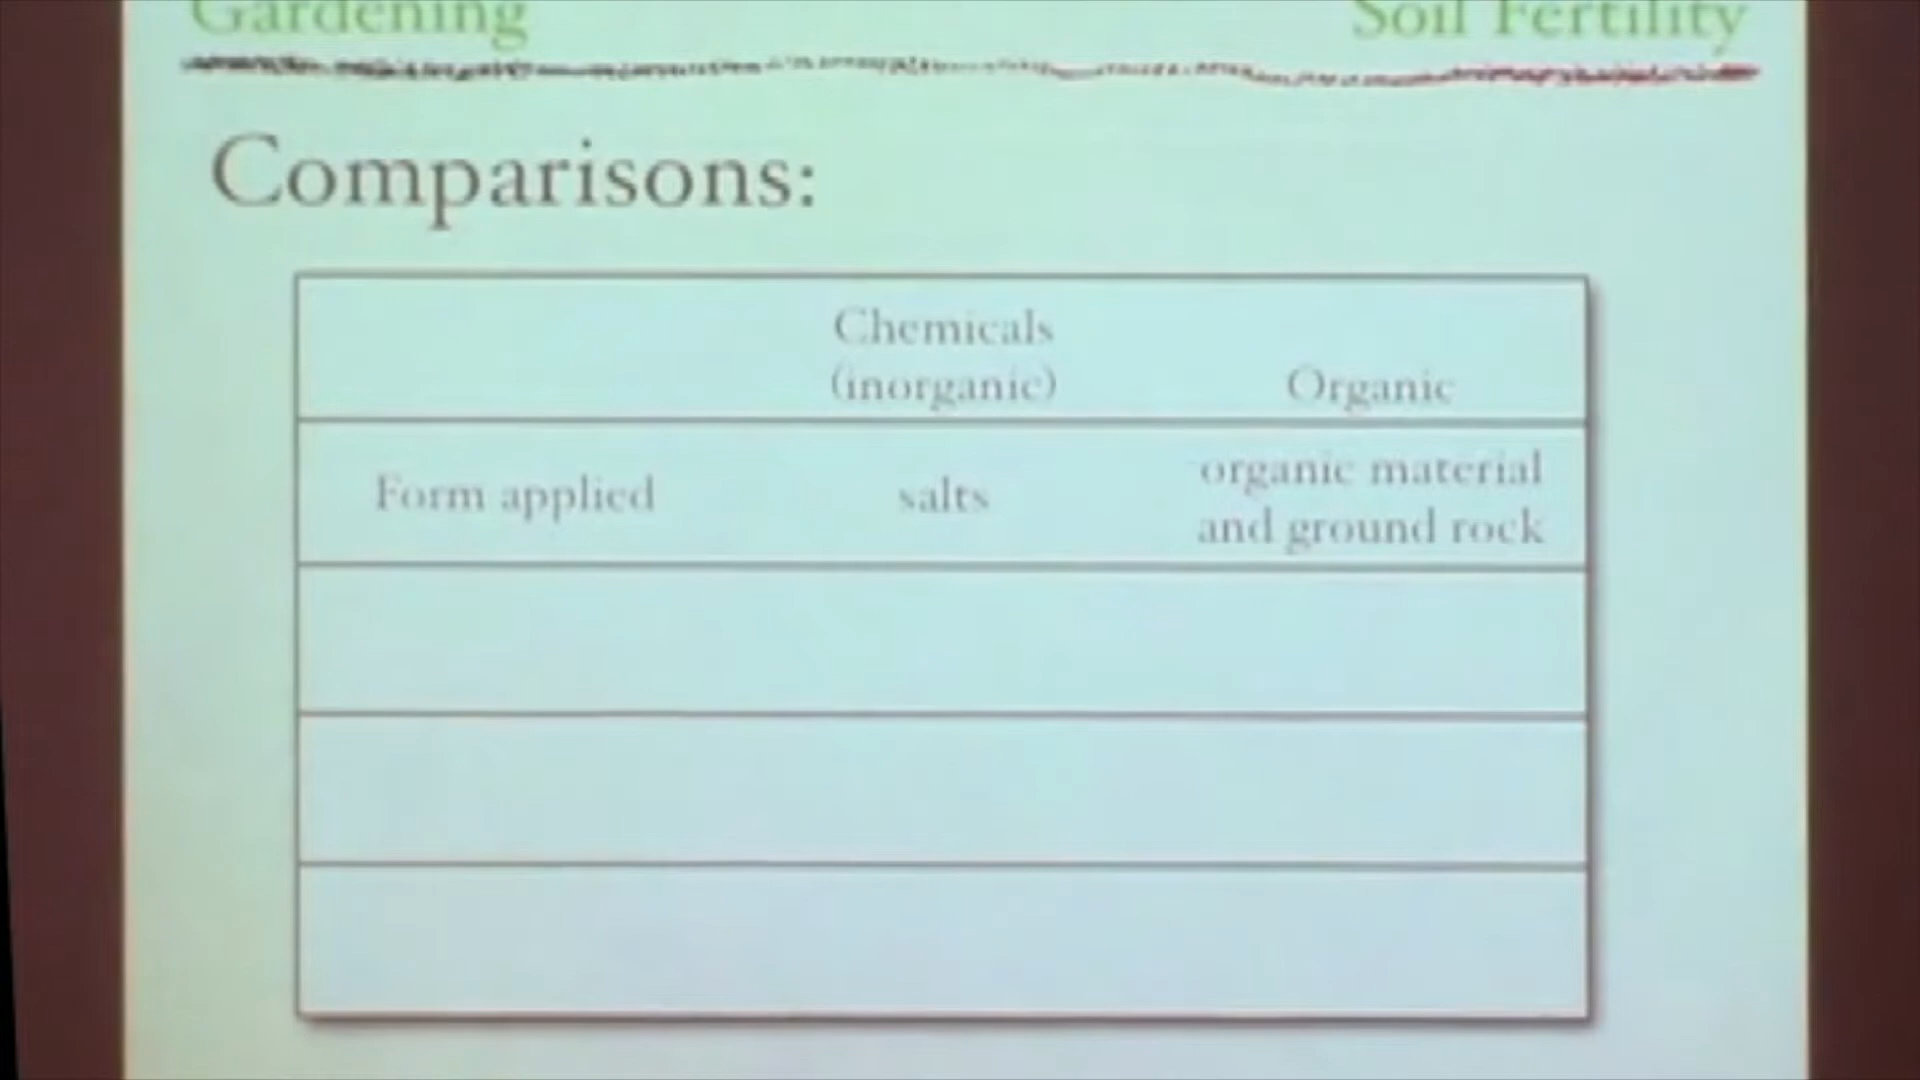 Gardening Soil Fertility
Comparisons:
Chemicals
(inorganic) Organic
Form applied salts organic material
and ground rock